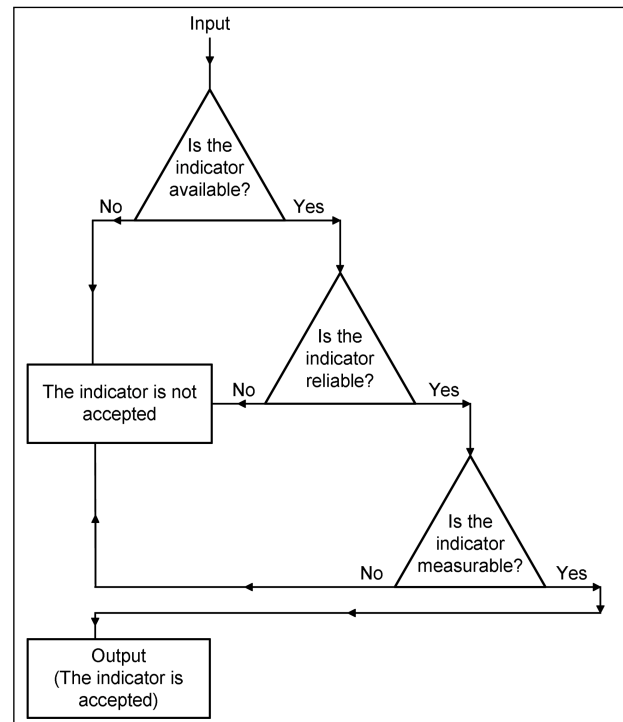 Input
Is the
indicator
available?
No
Yes
Is the
indicator
reliable?
The indicator is not
accepted
No
Yes
Is the
indicator
measurable?
No
Yes
Output
(The indicator is
accepted)